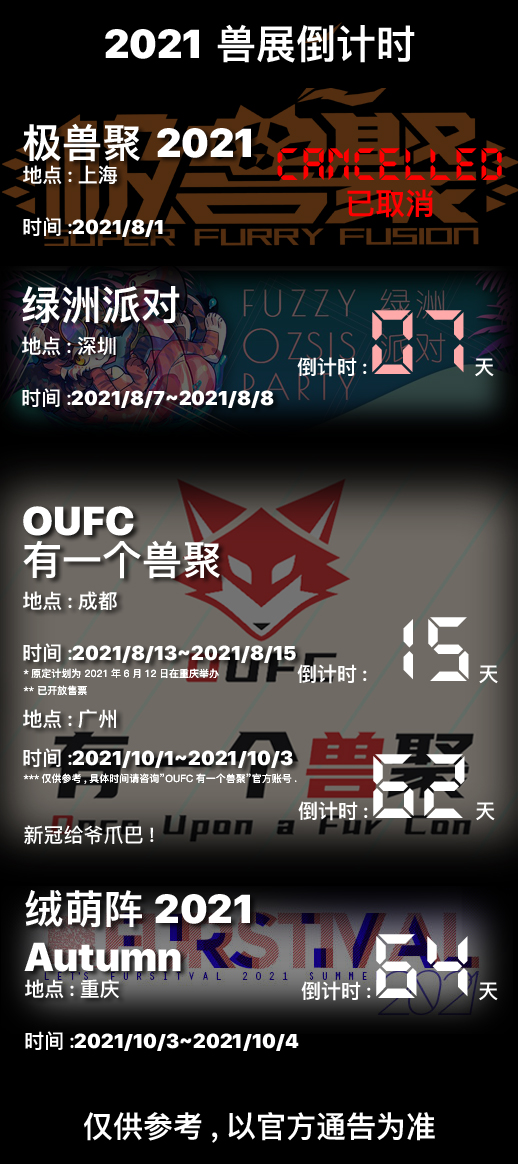 2021 兽展倒计时
极兽聚 2021
地点 : 上海
CANCELLED
已取消
时间 :2021/8/1
SUPER FURRY FUSION
绿洲派对
FUZZY 绿洲
OZSIS 派对
PARTY
地点 : 深圳
倒计时 : 07 天
时间 :2021/8/7~2021/8/8
OUFC
有一个兽聚
地点 : 成都
时间 :2021/8/13~2021/8/15
* 原定计划为 2021 年 6 月 12 日在重庆举办
** 已开放售票
OUFC
倒计时 : 15 天
地点 : 广州
时间 :2021/10/1~2021/10/3
*** 仅供参考 , 具体时间请咨询”OUFC 有一个兽聚”官方账号 .
有一个兽聚
倒计时 : 62 天
Once Upon a Fur Con
新冠给爷爪巴 !
绒萌阵 2021
Autumn
FURSTIVAL
LET'S FURSITVAL 2021 SUMME
2021
地点 : 重庆
倒计时 : 64 天
时间 :2021/10/3~2021/10/4
仅供参考 , 以官方通告为准